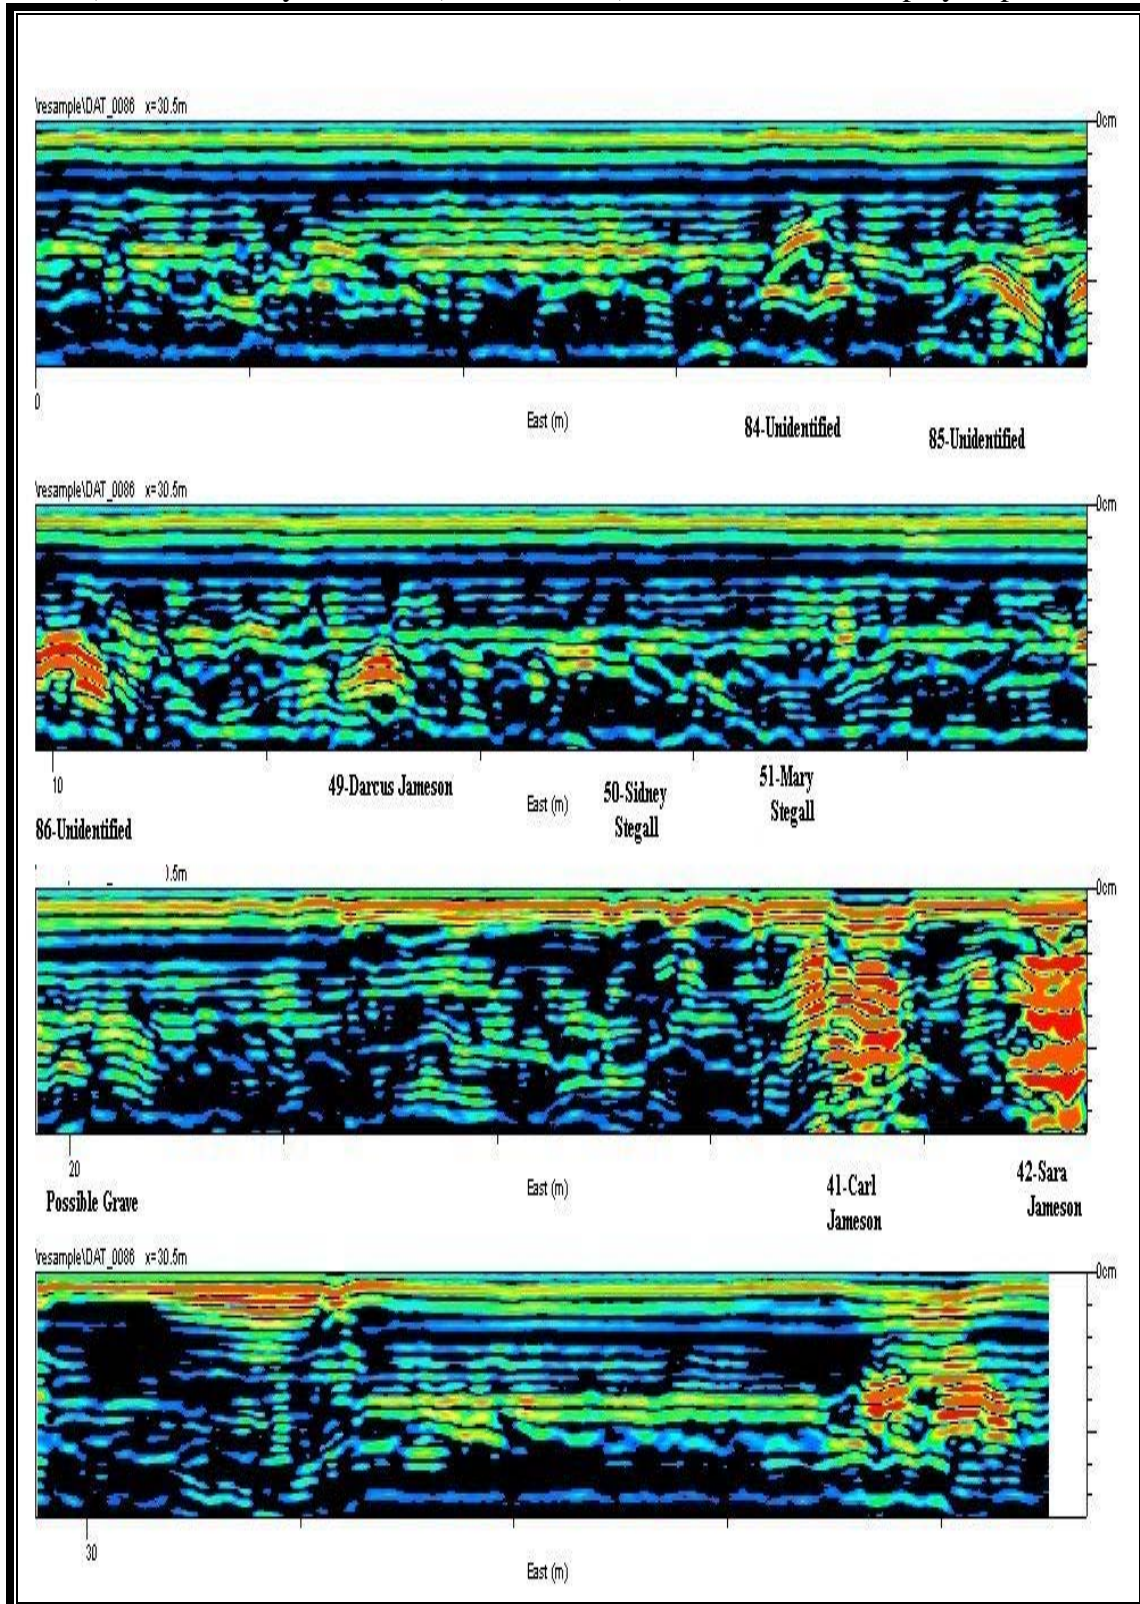 \resample\DAT_0086 x=30.5m
0cm
0
East (m)
84-Unidentified
85-Unidentified
\resample\DAT_0086 x=30.5m
0cm
10
49-Darcus Jameson
East (m)
50-Sidney
Stegall
51-Mary
Stegall
86-Unidentified
.5m
0cm
20
Possible Grave
East (m)
41-Carl
Jameson
42-Sara
Jameson
\resample\DAT_0086 x=30.5m
0cm
30
East (m)